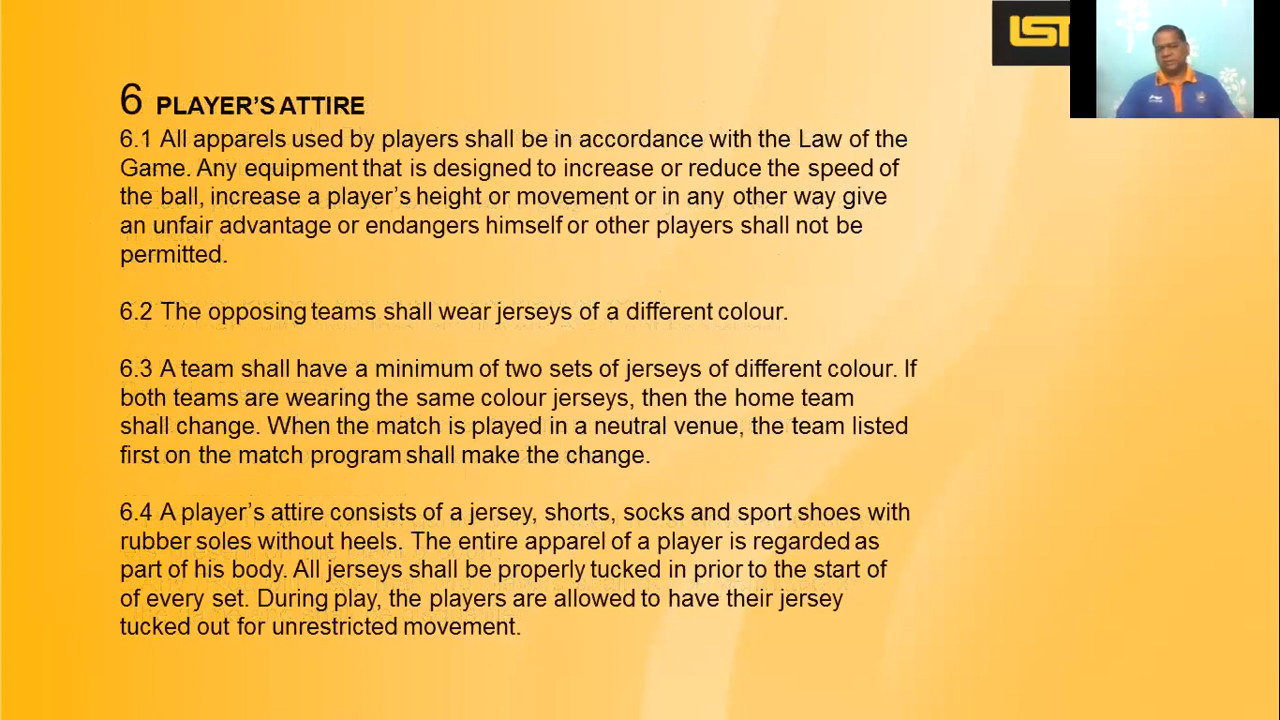 6 PLAYER'S ATTIRE
6.1 All apparels used by players shall be in accordance with the Law of the
Game. Any equipment that is designed to increase or reduce the speed of
the ball, increase a player's height or movement or in any other way give
an unfair advantage or endangers himself or other players shall not be
permitted.
6.2 The opposing teams shall wear jerseys of a different colour.
6.3 A team shall have a minimum of two sets of jerseys of different colour. If
both teams are wearing the same colour jerseys, then the home team
shall change. When the match is played in a neutral venue, the team listed
first on the match program shall make the change.
6.4 A player's attire consists of a jersey, shorts, socks and sport shoes with
rubber soles without heels. The entire apparel of a player is regarded as
part of his body. All jerseys shall be properly tucked in prior to the start of
of every set. During play, the players are allowed to have their jersey
tucked out for unrestricted movement.